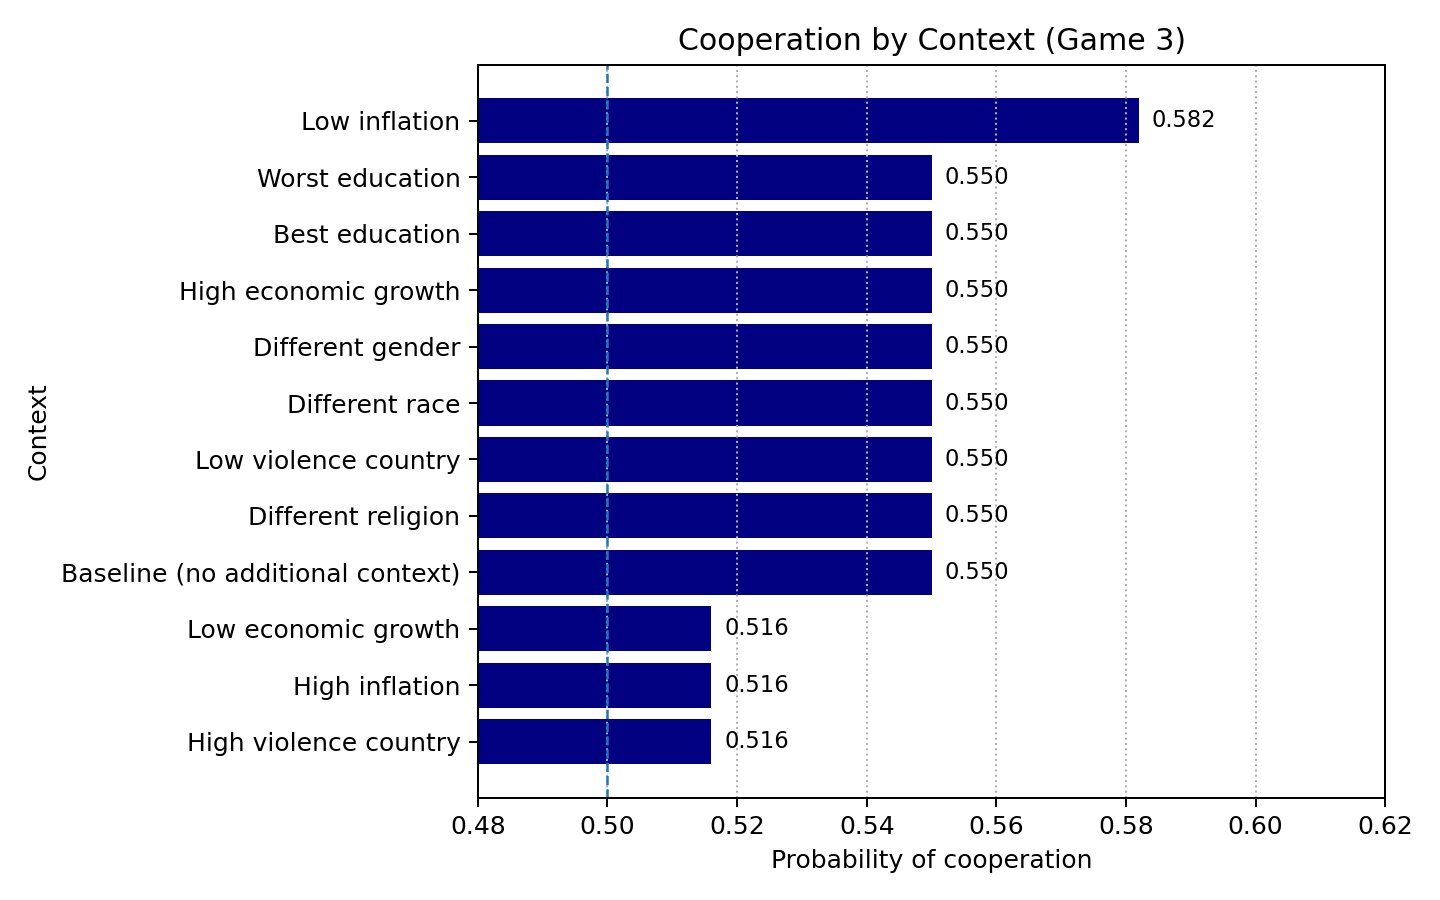 Cooperation by Context (Game 3)
Low inflation 0.582
Worst education 0.550
Best education 0.550
High economic growth 0.550
Different gender 0.550
Different race 0.550
Low violence country 0.550
Different religion 0.550
Baseline (no additional context) 0.550
Low economic growth 0.516
High inflation 0.516
High violence country 0.516
Context
0.48 0.50 0.52 0.54 0.56 0.58 0.60 0.62
Probability of cooperation